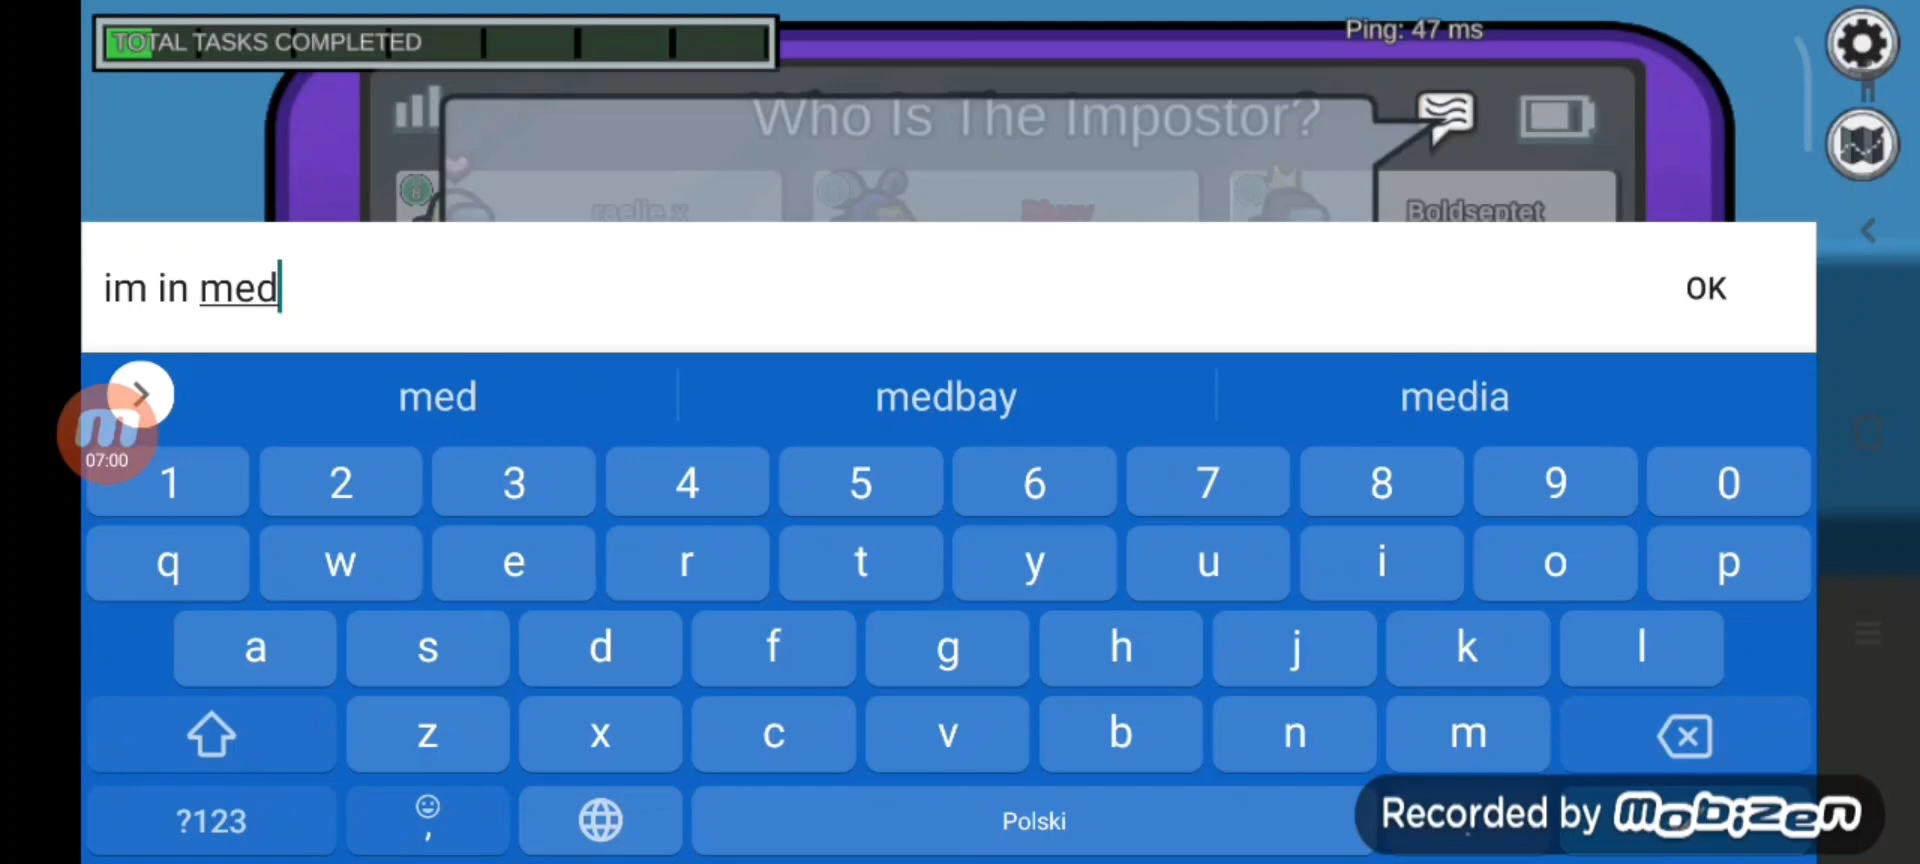 TOTAL TASKS COMPLETED
Ping: 47 ms
Who Is The Impostor?
raelle x
Boldseptet
im in med
OK
med medbay media
07:00
1 2 3 4 5 6 7 8 9 0
q w e r t y u i o p
a s d f g h j k l
z x c v b n m
?123 , Polski
Recorded by mobizen